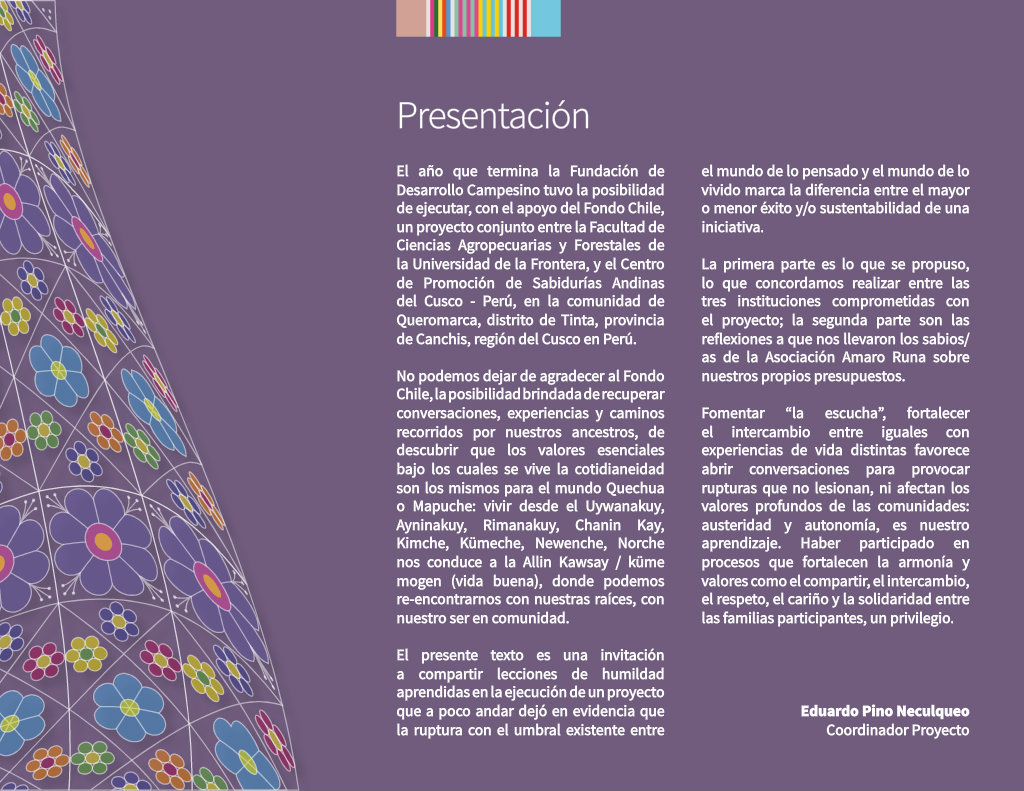 Presentación
El año que termina la Fundación de
Desarrollo Campesino tuvo la posibilidad
de ejecutar, con el apoyo del Fondo Chile,
un proyecto conjunto entre la Facultad de
Ciencias Agropecuarias y Forestales de
la Universidad de la Frontera, y el Centro
de Promoción de Sabidurías Andinas
del Cusco - Perú, en la comunidad de
Queromarca, distrito de Tinta, provincia
de Canchis, región del Cusco en Perú.
No podemos dejar de agradecer al Fondo
Chile, la posibilidad brindada de recuperar
conversaciones, experiencias y caminos
recorridos por nuestros ancestros, de
descubrir que los valores esenciales
bajo los cuales se vive la cotidianeidad
son los mismos para el mundo Quechua
o Mapuche: vivir desde el Uywanakuy,
Ayninakuy, Rimanakuy, Chanin Kay,
Kimche, Kümeche, Newenche, Norche
nos conduce a la Allin Kawsay / küme
mogen (vida buena), donde podemos
re-encontrarnos con nuestras raíces, con
nuestro ser en comunidad.
El presente texto es una invitación
a compartir lecciones de humildad
aprendidas en la ejecución de un proyecto
que a poco andar dejó en evidencia que
la ruptura con el umbral existente entre
el mundo de lo pensado y el mundo de lo
vivido marca la diferencia entre el mayor
o menor éxito y/o sustentabilidad de una
iniciativa.
La primera parte es lo que se propuso,
lo que concordamos realizar entre las
tres instituciones comprometidas con
el proyecto; la segunda parte son las
reflexiones a que nos llevaron los sabios/
as de la Asociación Amaro Runa sobre
nuestros propios presupuestos.
Fomentar “la escucha”, fortalecer
el intercambio entre iguales con
experiencias de vida distintas favorece
abrir conversaciones para provocar
rupturas que no lesionan, ni afectan los
valores profundos de las comunidades:
austeridad y autonomía, es nuestro
aprendizaje. Haber participado en
procesos que fortalecen la armonía y
valores como el compartir, el intercambio,
el respeto, el cariño y la solidaridad entre
las familias participantes, un privilegio.
Eduardo Pino Neculqueo
Coordinador Proyecto